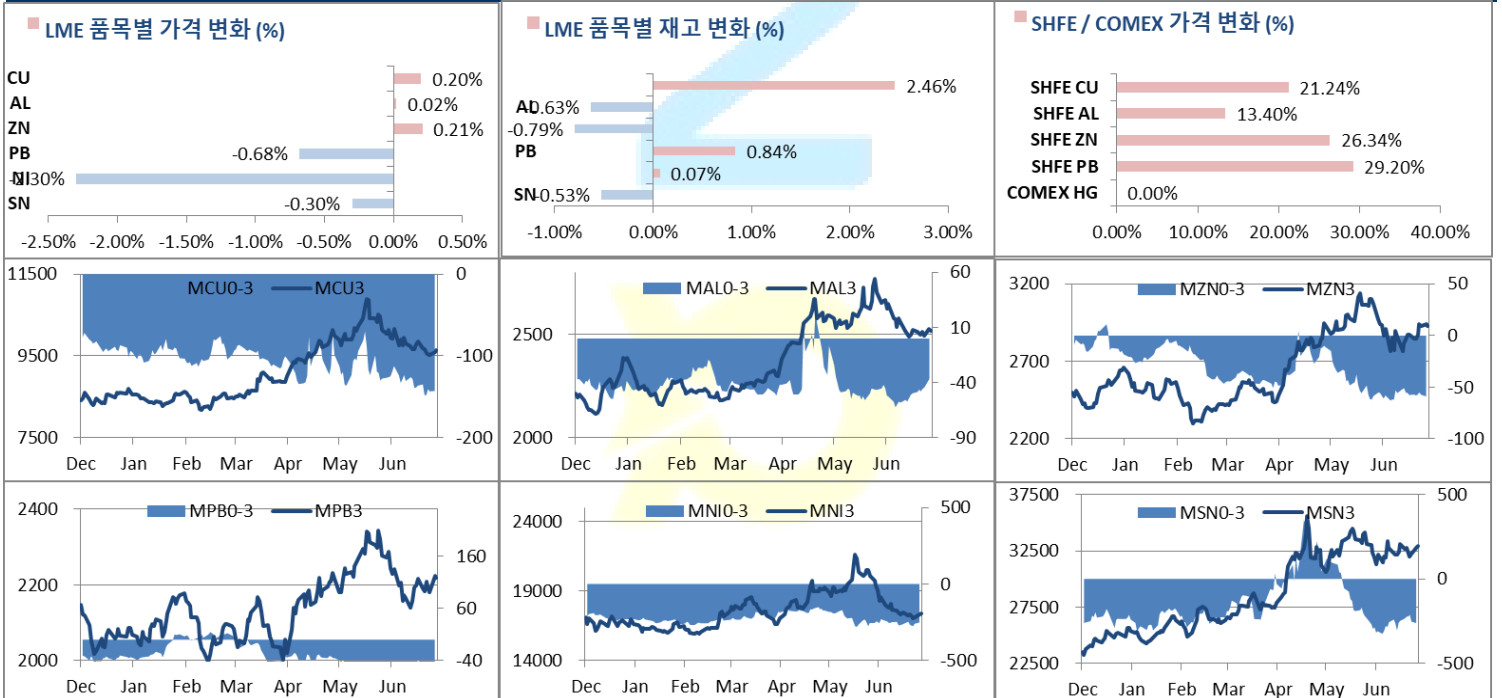 LME 품목별 가격 변화 (%)
CU
0.20%
AL
0.02%
ZN
0.21%
PB
-0.68%
NI
SN
-0.30%
-2.50% -2.00% -1.50% -1.00% -0.50% 0.00% 0.50%
LME 품목별 재고 변화 (%)
2.46%
AL -0.63%
-0.79%
PB
0.84%
0.07%
SN -0.53%
-1.00% 0.00% 1.00% 2.00% 3.00%
SHFE / COMEX 가격 변화 (%)
SHFE CU 21.24%
SHFE AL 13.40%
SHFE ZN 26.34%
SHFE PB 29.20%
COMEX HG 0.00%
0.00% 10.00% 20.00% 30.00% 40.00%
MCU0-3 MCU3
11500 0
9500 -100
7500 -200
Dec Jan Feb Mar Apr May Jun
MAL0-3 MAL3
60
2500 10
-40
2000 -90
Dec Jan Feb Mar Apr May Jun
MZN0-3 MZN3
3200 50
0
2700
-50
2200 -100
Dec Jan Feb Mar Apr May Jun
MPB0-3 MPB3
2400
160
2200
60
2000 -40
Dec Jan Feb Mar Apr May Jun
MNI0-3 MNI3
24000 500
19000 0
14000 -500
Dec Jan Feb Mar Apr May Jun
MSN0-3 MSN3
37500 500
32500
0
27500
22500 -500
Dec Jan Feb Mar Apr May Jun